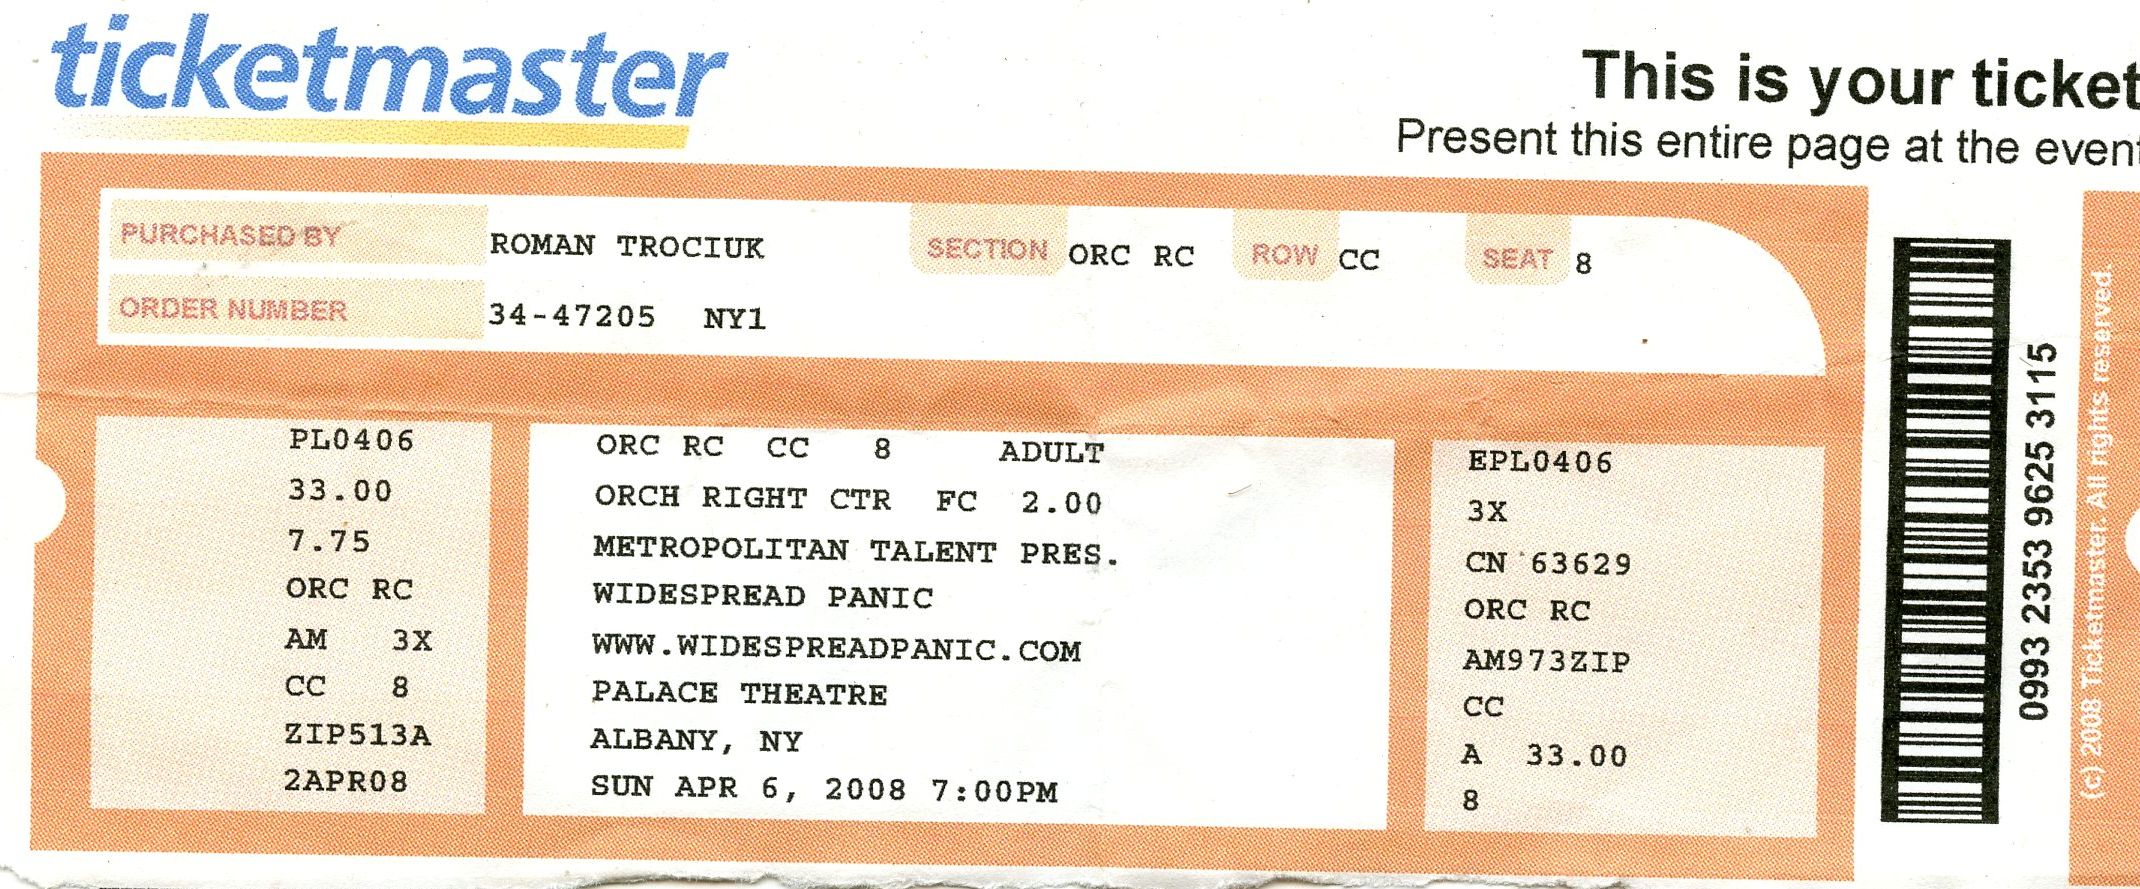 ticketmaster
This is your ticket
Present this entire page at the event
PURCHASED BY ROMAN TROCIUK SECTION ORC RC ROW CC SEAT 8
ORDER NUMBER 34-47205 NY1
PL0406
33.00
7.75
ORC RC
AM 3X
CC 8
ZIP513A
2APR08
ORC RC CC 8 ADULT
ORCH RIGHT CTR FC 2.00
METROPOLITAN TALENT PRES.
WIDESPREAD PANIC
WWW.WIDESPREADPANIC.COM
PALACE THEATRE
ALBANY, NY
SUN APR 6, 2008 7:00PM
EPL0406
3X
CN 63629
ORC RC
AM973ZIP
CC
A 33.00
8
0993 2353 9625 3115
(c) 2008 Ticketmaster. All rights reserved.